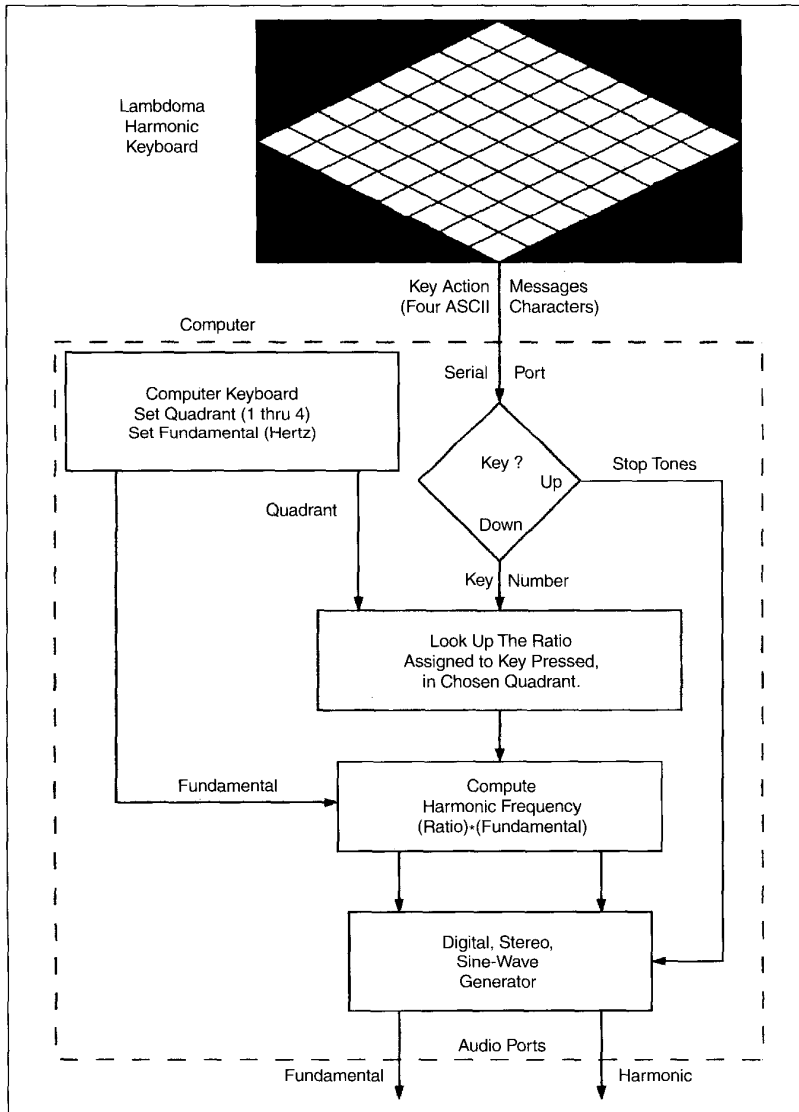 Lambdoma
Harmonic
Keyboard
Key Action Messages
(Four ASCII Characters)
Computer
Serial Port
Computer Keyboard
Set Quadrant (1 thru 4)
Set Fundamental (Hertz)
Key ?
Up
Stop Tones
Down
Quadrant
Key Number
Look Up The Ratio
Assigned to Key Pressed,
in Chosen Quadrant.
Fundamental
Compute
Harmonic Frequency
(Ratio)*(Fundamental)
Digital, Stereo,
Sine-Wave
Generator
Audio Ports
Fundamental
Harmonic